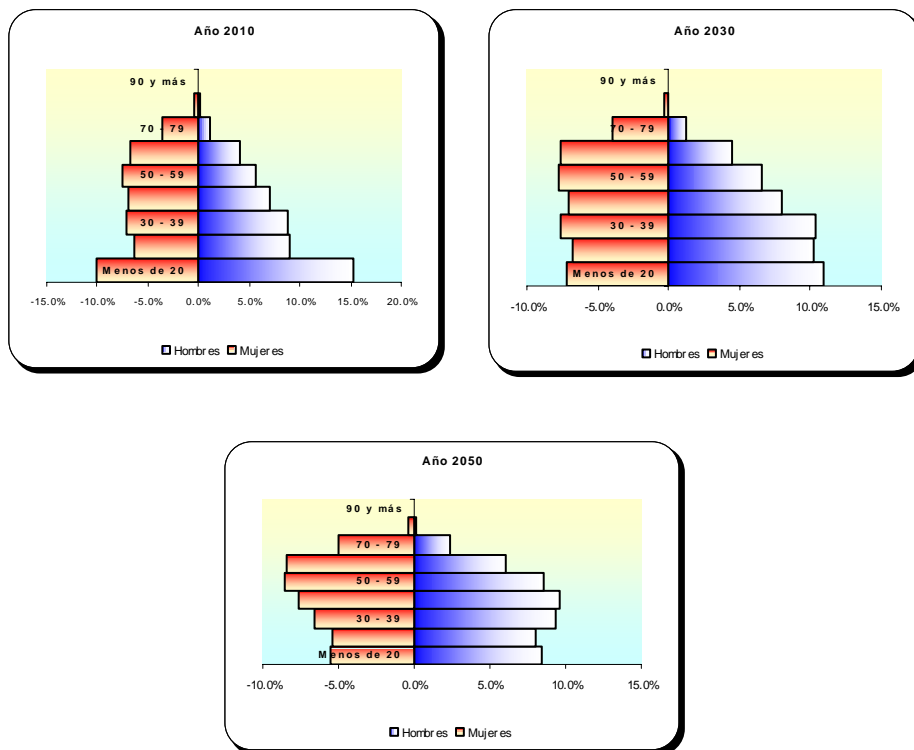 Año 2010
90 y más
70 - 79
50 - 59
30 - 39
Menos de 20
-15.0% -10.0% -5.0% 0.0% 5.0% 10.0% 15.0% 20.0%
Hombres Mujeres
Año 2030
90 y más
70 - 79
50 - 59
30 - 39
Menos de 20
-10.0% -5.0% 0.0% 5.0% 10.0% 15.0%
Hombres Mujeres
Año 2050
90 y más
70 - 79
50 - 59
30 - 39
Menos de 20
-10.0% -5.0% 0.0% 5.0% 10.0% 15.0%
Hombres Mujeres